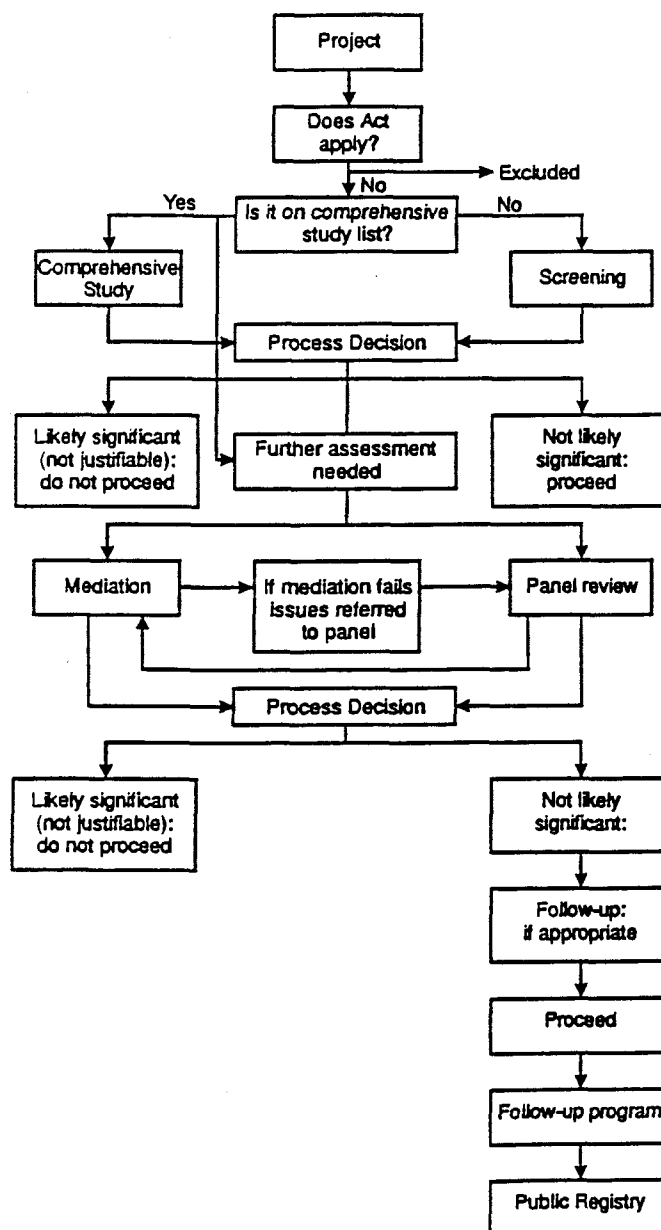 Project
Does Act
apply?
Excluded
No
Yes
Is it on comprehensive
study list?
No
Comprehensive
Study
Screening
Process Decision
Likely significant
(not justifiable):
do not proceed
Further assessment
needed
Not likely
significant:
proceed
Mediation
If mediation fails
issues referred
to panel
Panel review
Process Decision
Likely significant
(not justifiable):
do not proceed
Not likely
significant:
Follow-up:
if appropriate
Proceed
Follow-up program
Public Registry